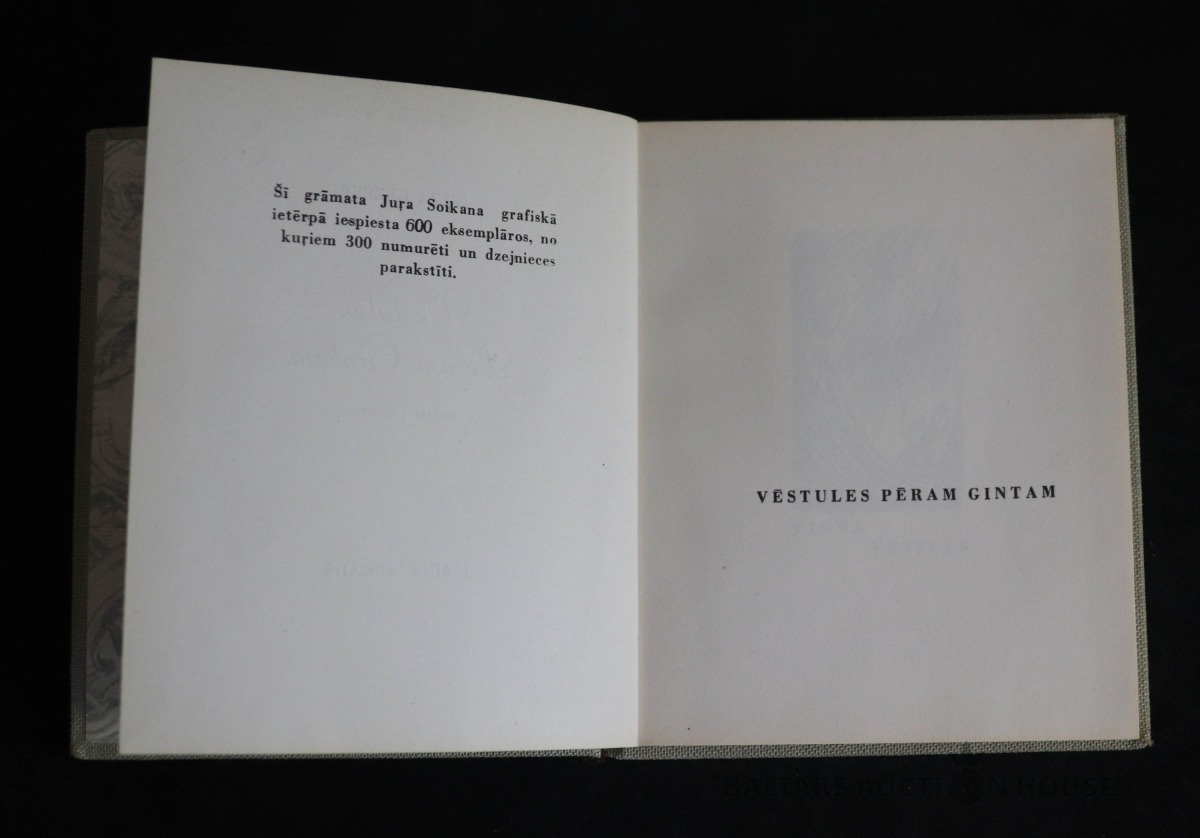 Šī grāmata Juŗa Soikana grafiskā
ietērpā iespiesta 600 eksemplāros, no
kuŗiem 300 numurēti un dzejnieces
parakstīti.
VĒSTULES PĒRAM GINTAM
BALTARS AUCTION HOUSE